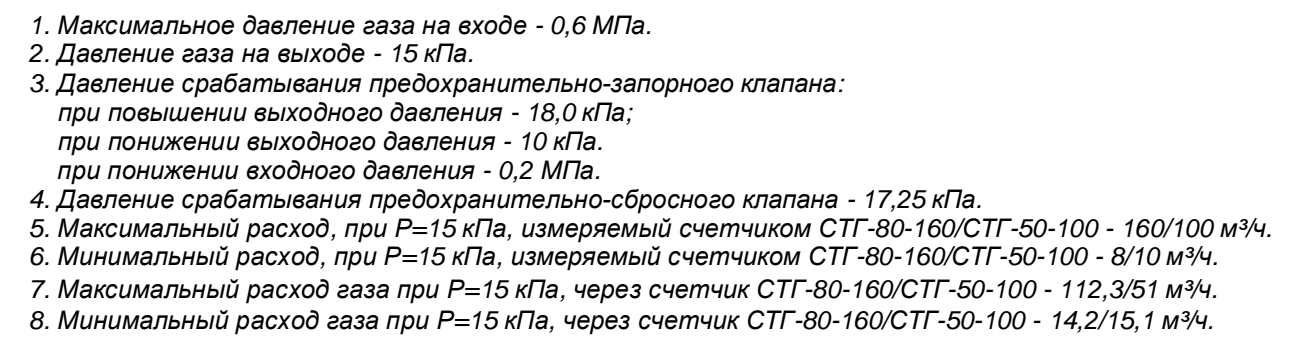 1. Максимальное давление газа на входе - 0,6 МПа.
2. Давление газа на выходе - 15 кПа.
3. Давление срабатывания предохранительно-запорного клапана:
при повышении выходного давления - 18,0 кПа;
при понижении выходного давления - 10 кПа.
при понижении входного давления - 0,2 МПа.
4. Давление срабатывания предохранительно-сбросного клапана - 17,25 кПа.
5. Максимальный расход, при Р=15 кПа, измеряемый счетчиком СТГ-80-160/СТГ-50-100 - 160/100 м³/ч.
6. Минимальный расход, при Р=15 кПа, измеряемый счетчиком СТГ-80-160/СТГ-50-100 - 8/10 м³/ч.
7. Максимальный расход газа при Р=15 кПа, через счетчик СТГ-80-160/СТГ-50-100 - 112,3/51 м³/ч.
8. Минимальный расход газа при Р=15 кПа, через счетчик СТГ-80-160/СТГ-50-100 - 14,2/15,1 м³/ч.